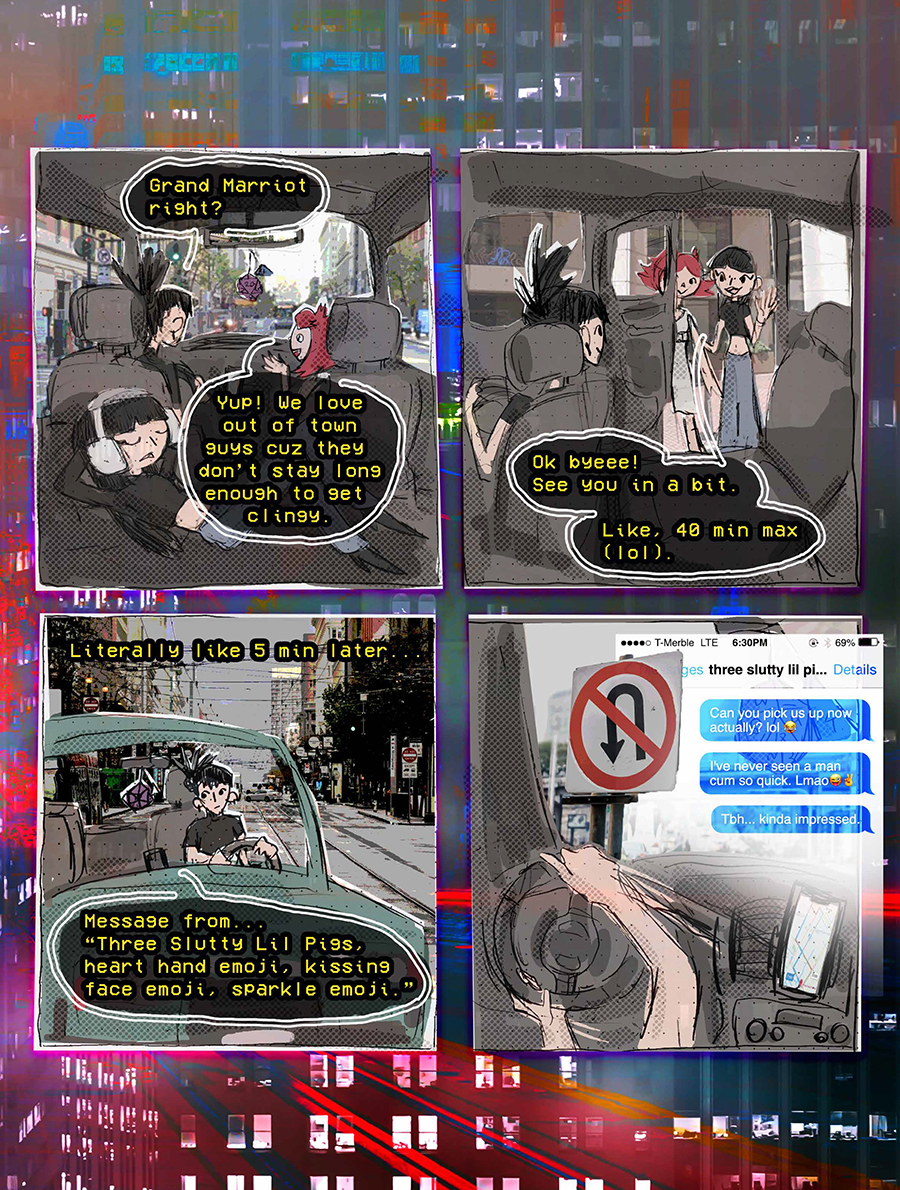 Grand Marriot
right?
Yup! We love
out of town
guys cuz they
don't stay long
enough to get
clingy.
Ok byeee!
See you in a bit.
Like, 40 min max
(lol).
Literally like 5 min later...
Message from...
“Three Slutty Lil Pigs,
heart hand emoji, kissing
face emoji, sparkle emoji.”
T-Merble LTE 6:30PM 69%
ges three slutty lil pi... Details
Can you pick us up now
actually? lol 😂
I've never seen a man
cum so quick. Lmao😝✌️
Tbh... kinda impressed.